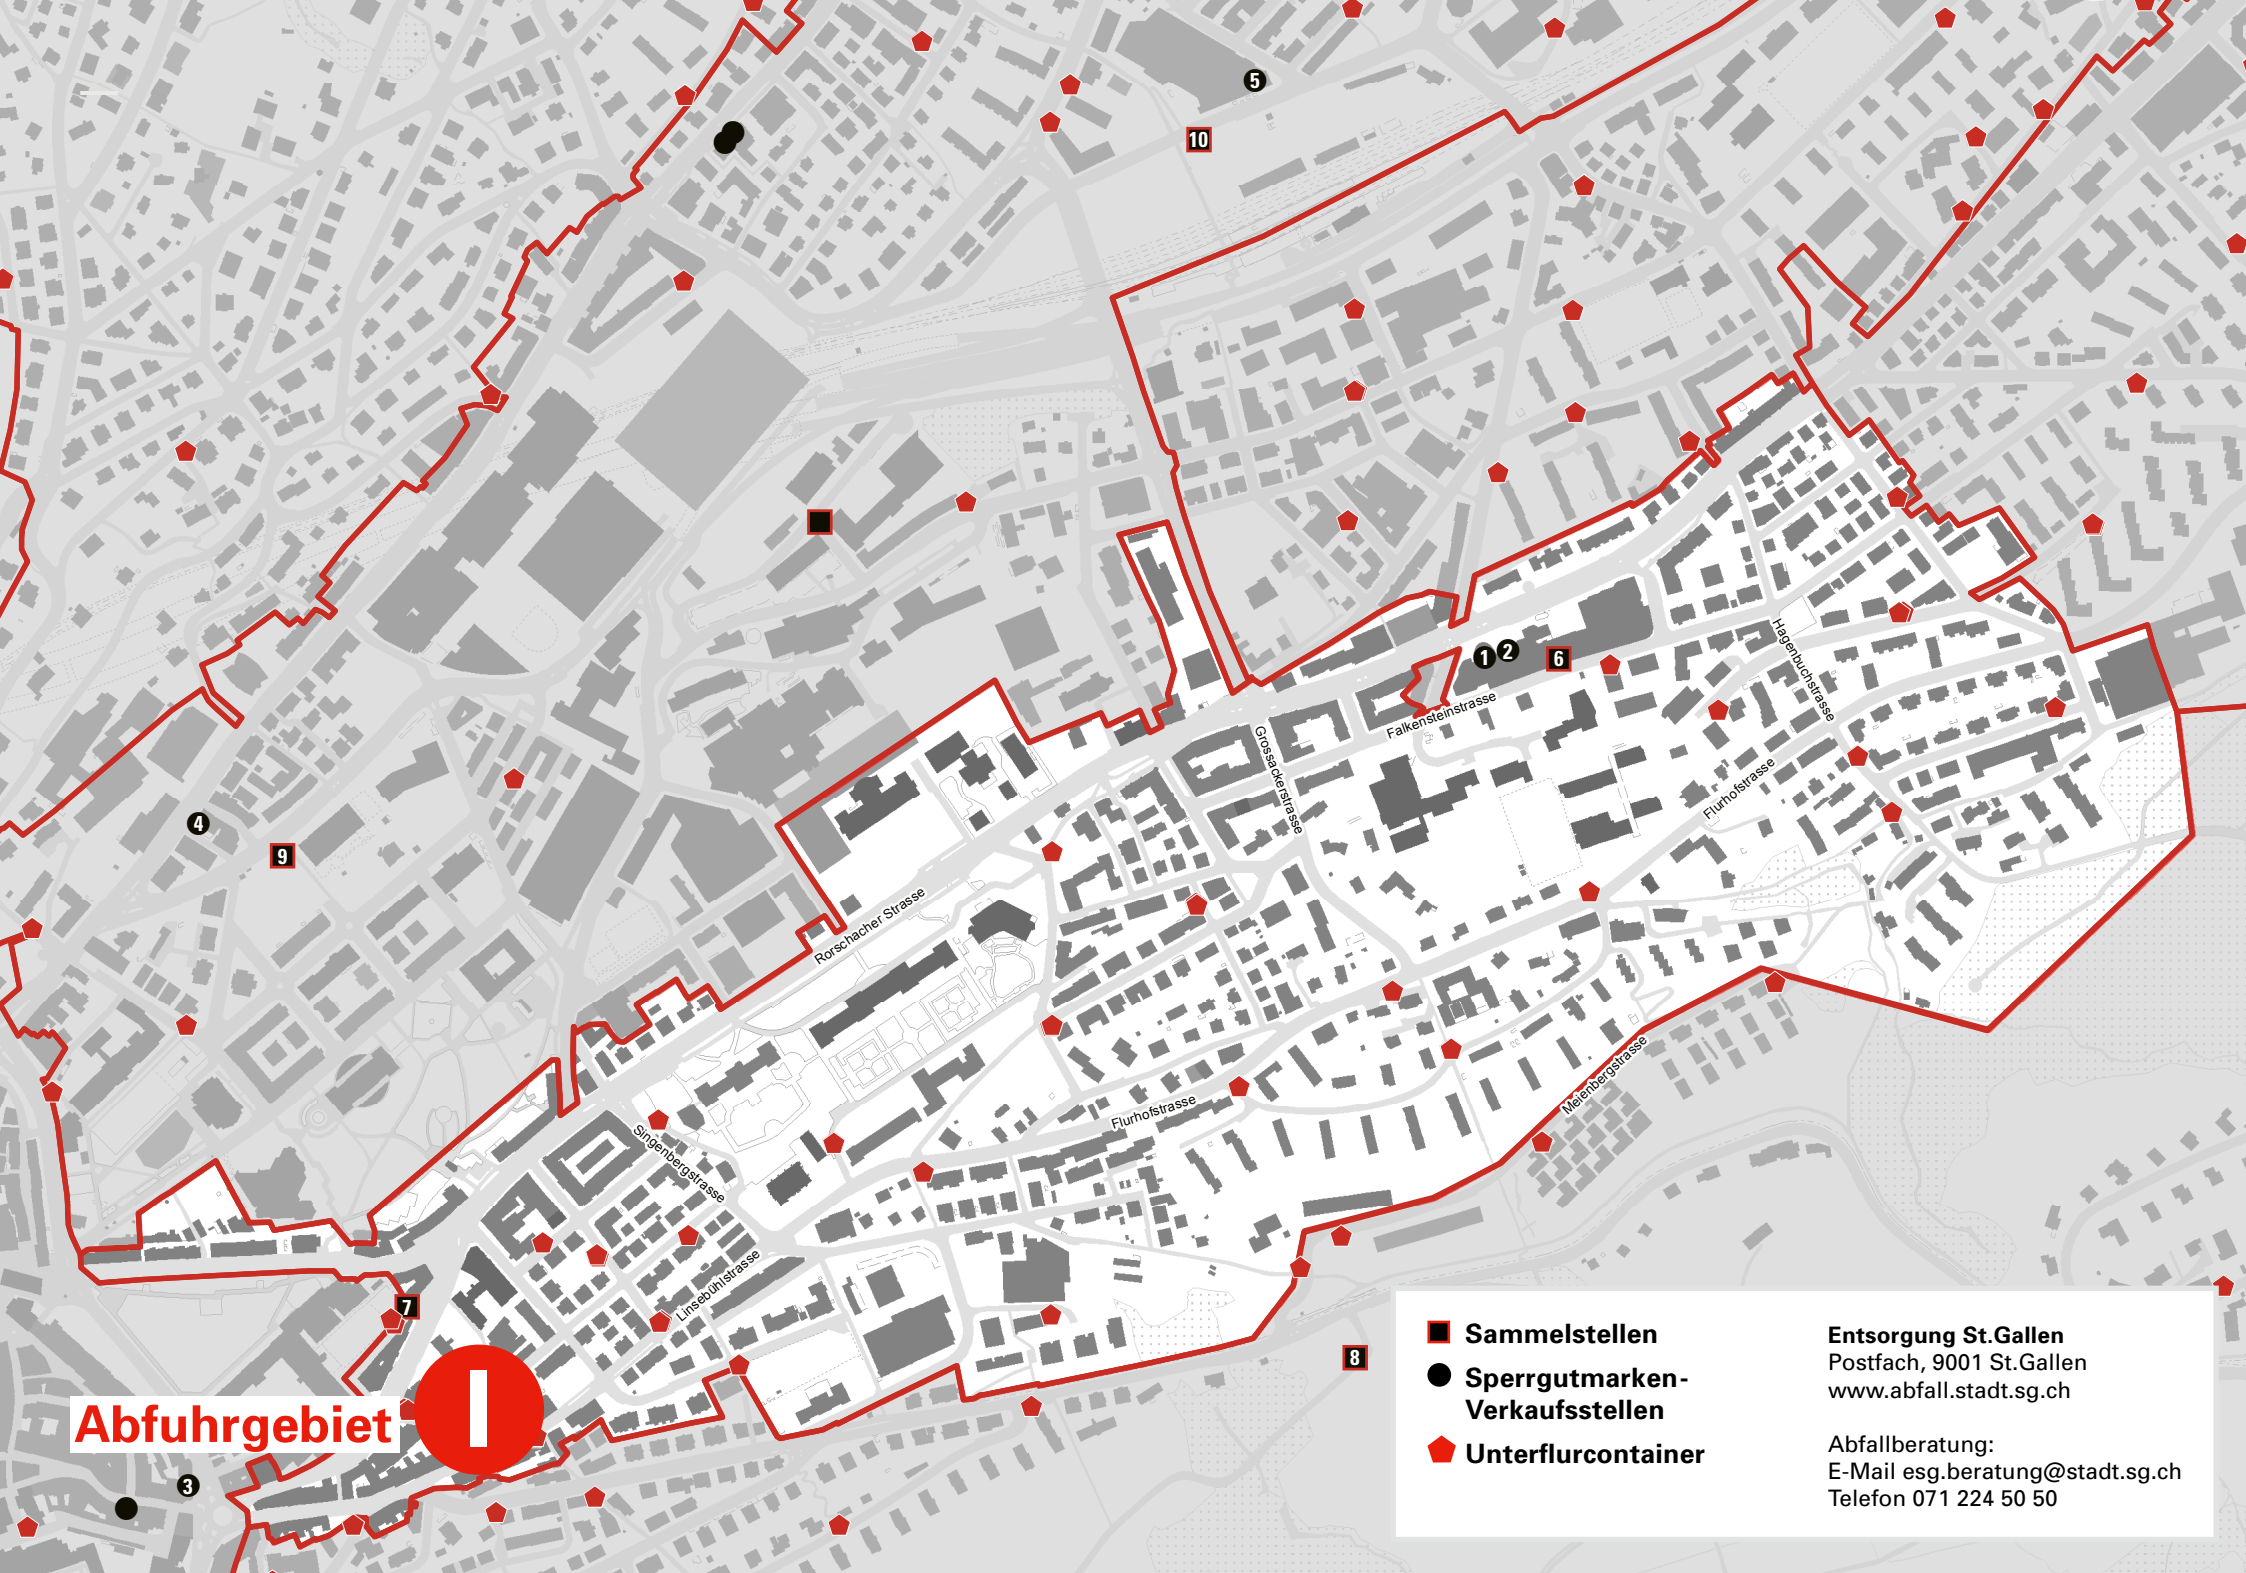 5
10
1
2
6
Hagenbuchstrasse
Falkensteinstrasse
Grossackerstrasse
Flurhofstrasse
4
9
Rorschacher Strasse
Meienbergstrasse
Flurhofstrasse
Singenbergstrasse
Linsebühlstrasse
7
8
Abfuhrgebiet
I
3
Sammelstellen
Sperrgutmarken-
Verkaufsstellen
Unterflurcontainer
Entsorgung St.Gallen
Postfach, 9001 St.Gallen
www.abfall.stadt.sg.ch
Abfallberatung:
E-Mail esg.beratung@stadt.sg.ch
Telefon 071 224 50 50